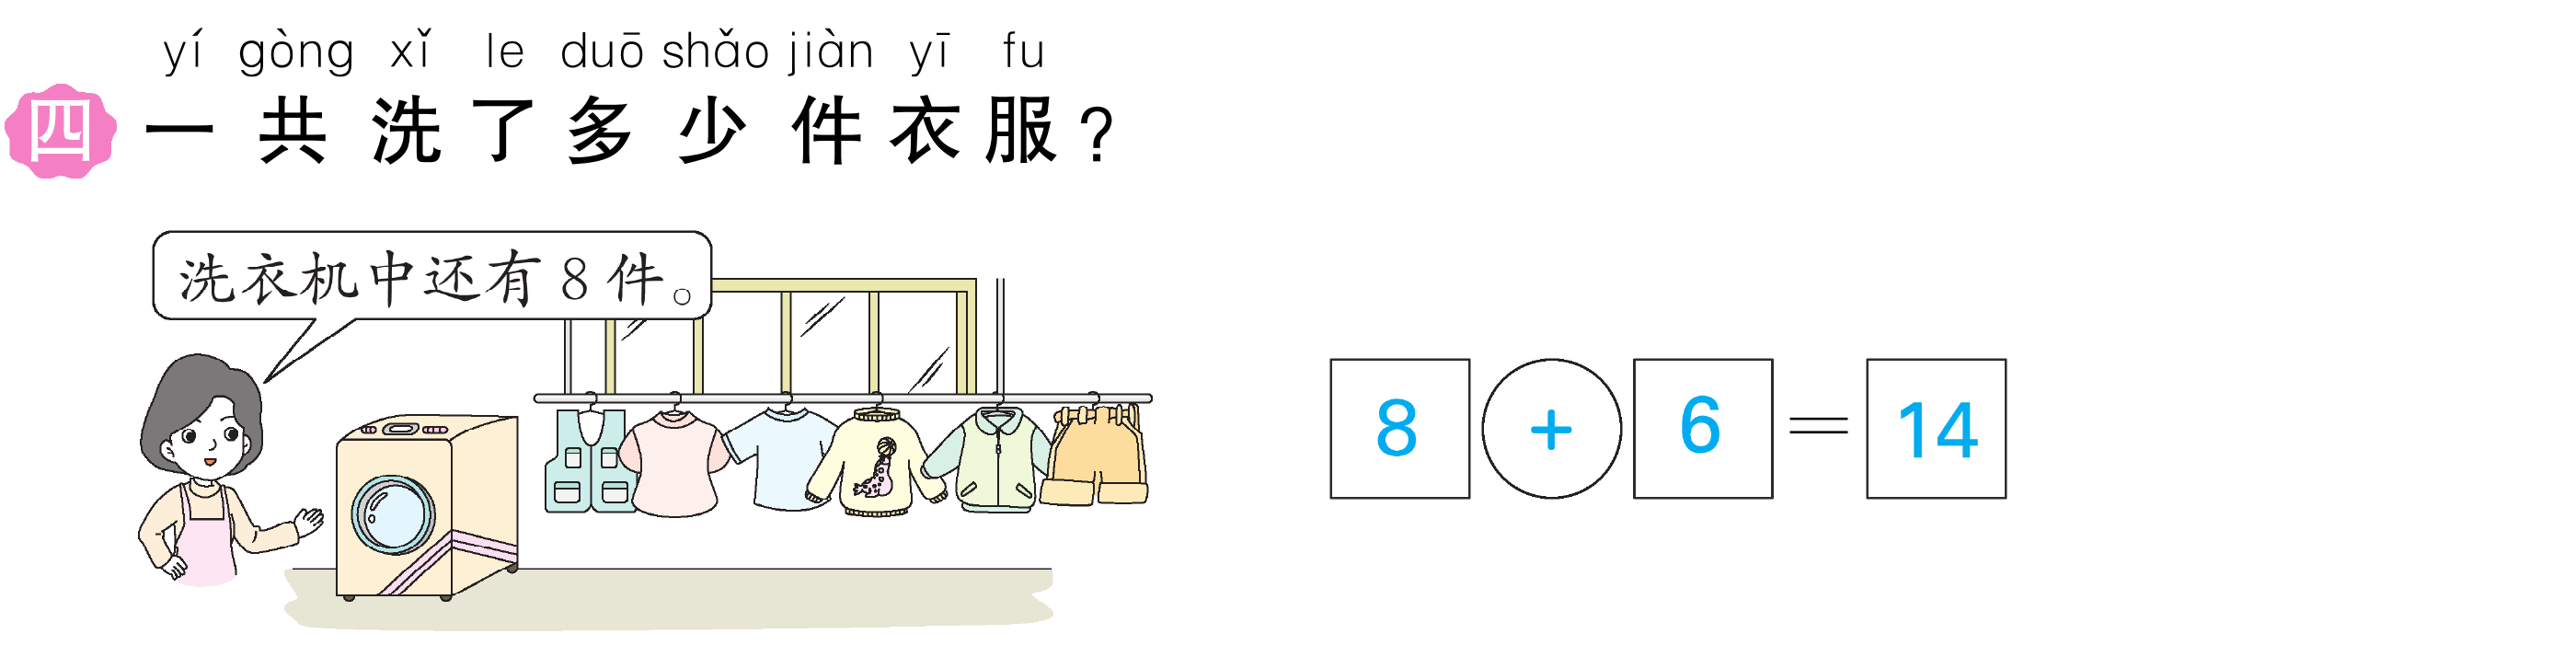 yí gòng xǐ le duō shǎo jiàn yī fu
四 一共洗了多少件衣服?
洗衣机中还有8件。
8 + 6 = 14